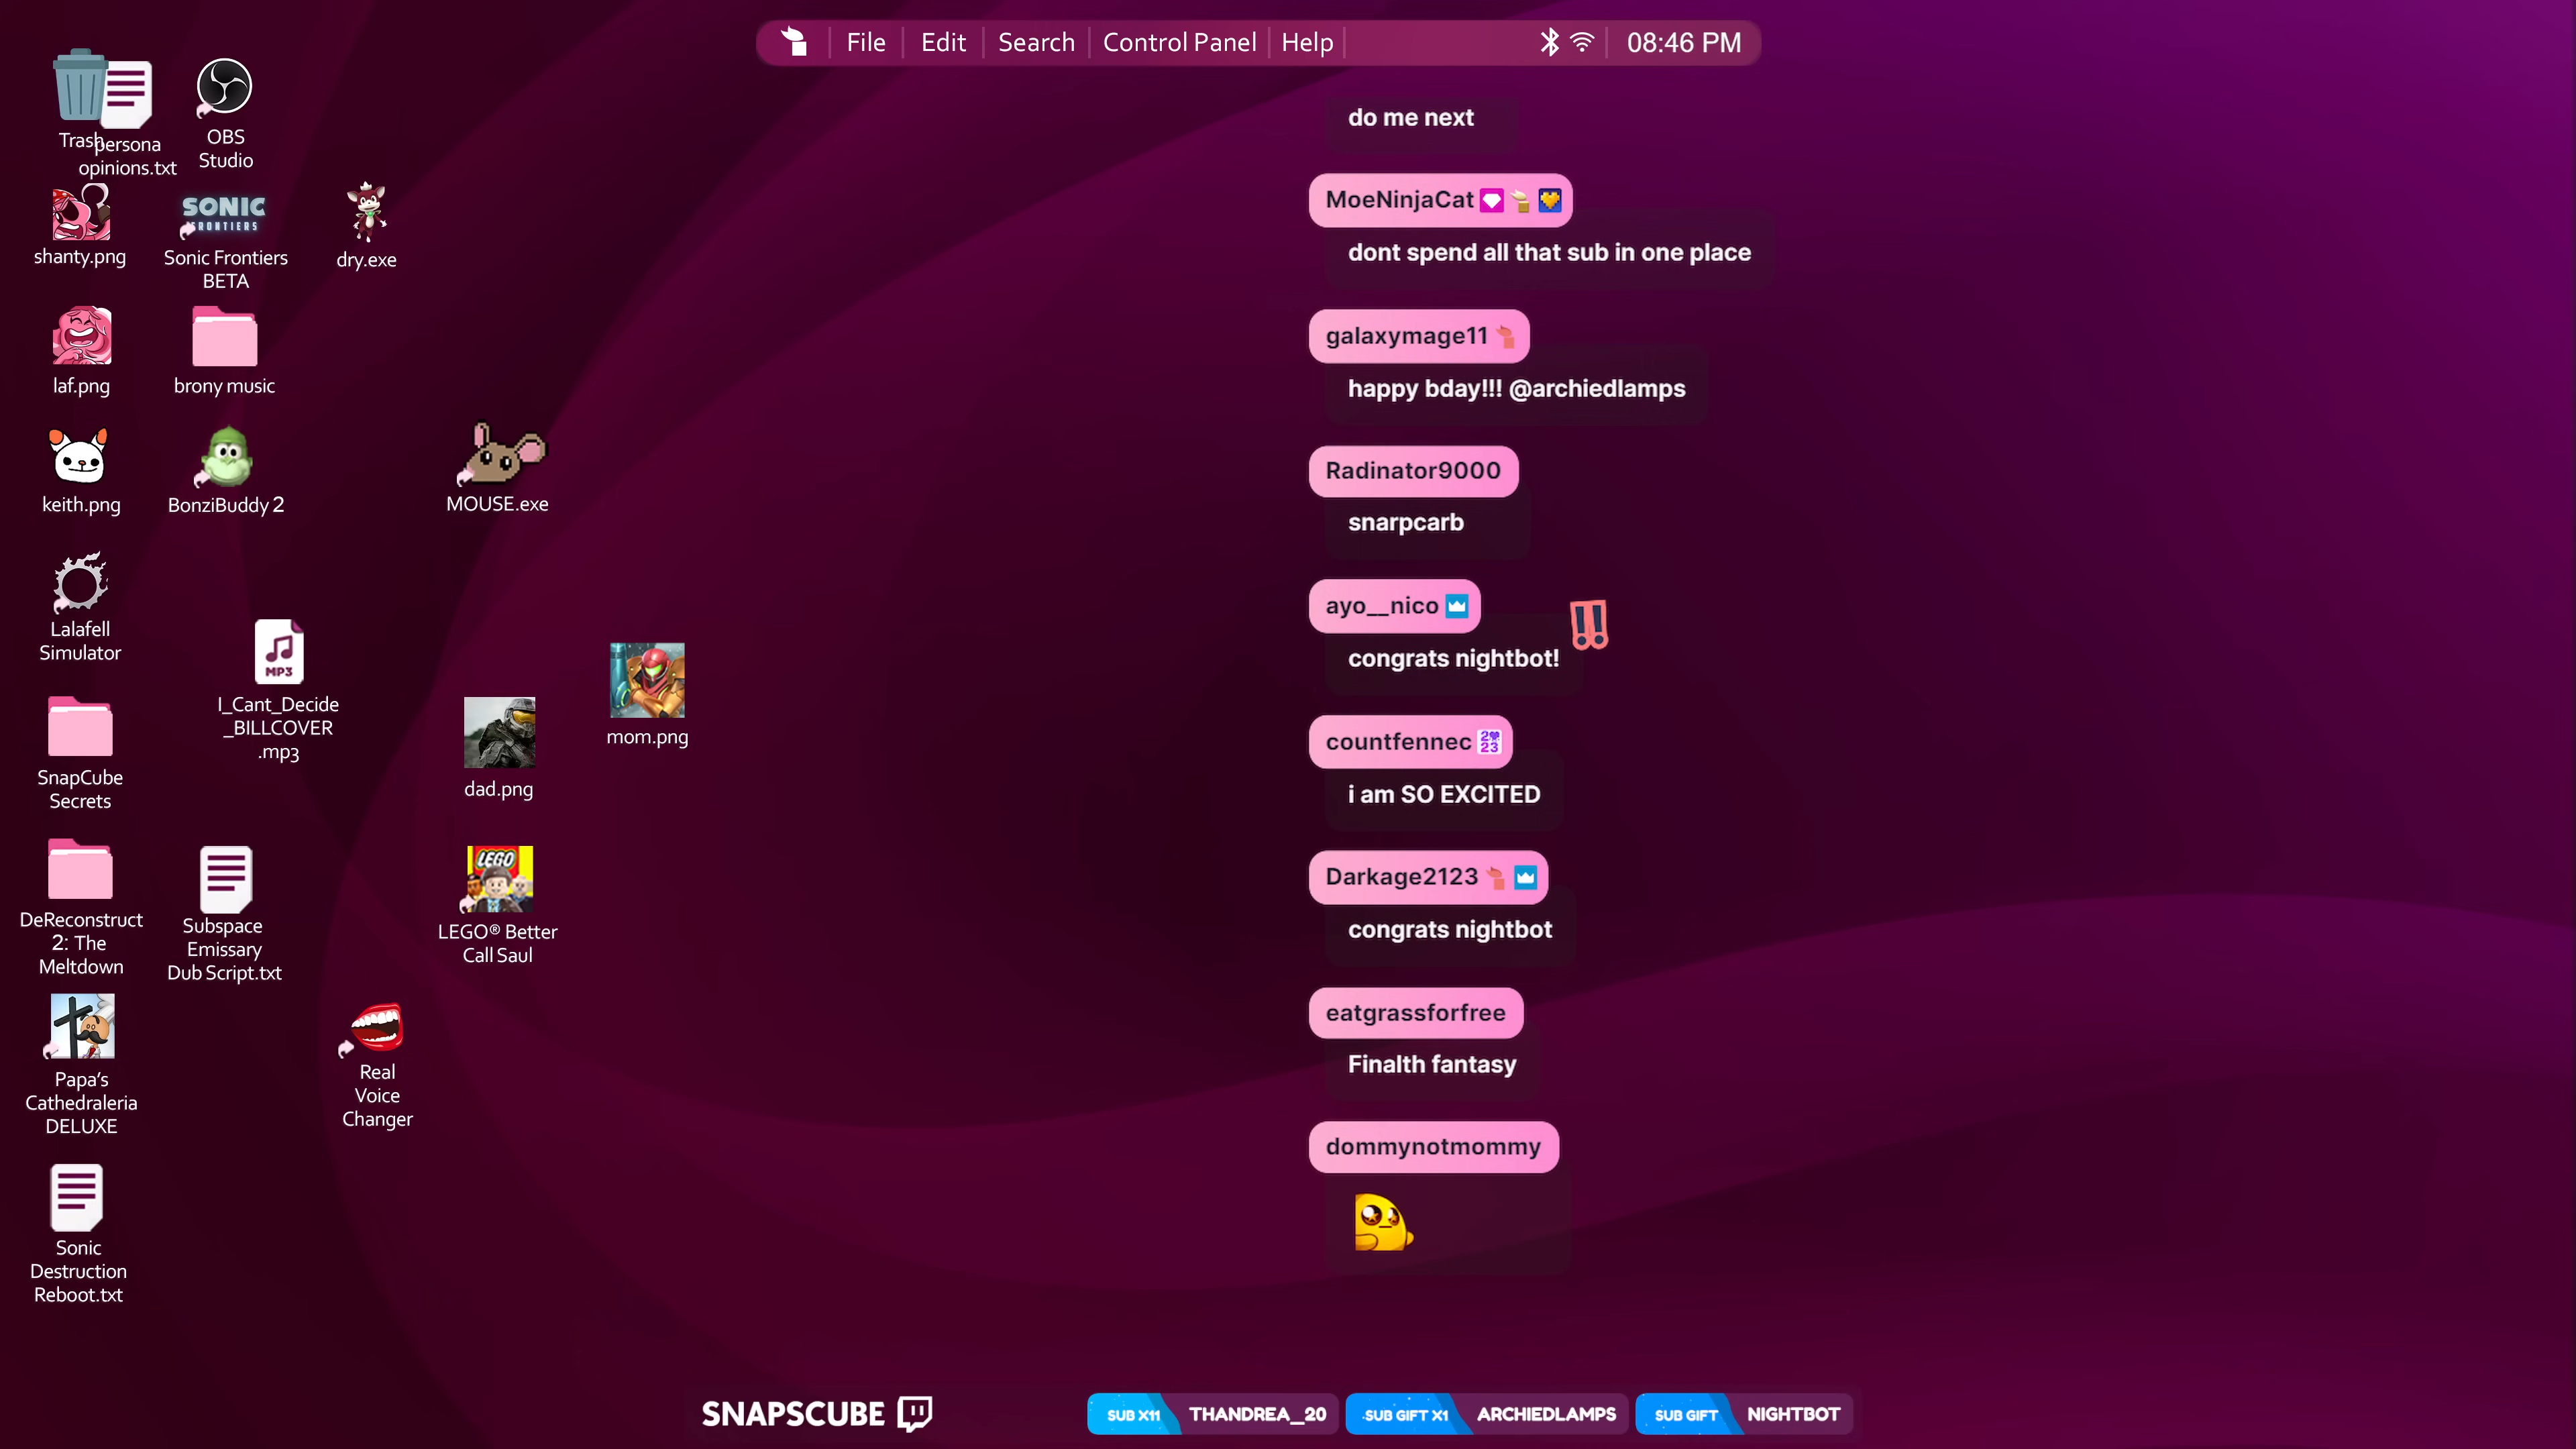 File
Edit
Search
Control Panel
Help
08:46 PM
Trash
persona
opinions.txt
OBS
Studio
shanty.png
SONIC
FRONTIERS
Sonic Frontiers
BETA
dry.exe
laf.png
brony music
keith.png
BonziBuddy 2
MOUSE.exe
Lalafell
Simulator
MP3
I_Cant_Decide
_BILLCOVER
.mp3
dad.png
mom.png
SnapCube
Secrets
DeReconstruct
2: The
Meltdown
Subspace
Emissary
Dub Script.txt
LEGO
LEGO® Better
Call Saul
Papa's
Cathedraleria
DELUXE
Real
Voice
Changer
Sonic
Destruction
Reboot.txt
do me next
MoeNinjaCat
dont spend all that sub in one place
galaxymage11
happy bday!!! @archiedlamps
Radinator9000
snarpcarb
ayo__nico
!!
congrats nightbot!
countfennec
2023
i am SO EXCITED
Darkage2123
congrats nightbot
eatgrassforfree
Finalth fantasy
dommynotmommy
SNAPSCUBE
SUB X11 THANDREA_20
SUB GIFT X1 ARCHIEDLAMPS
SUB GIFT NIGHTBOT